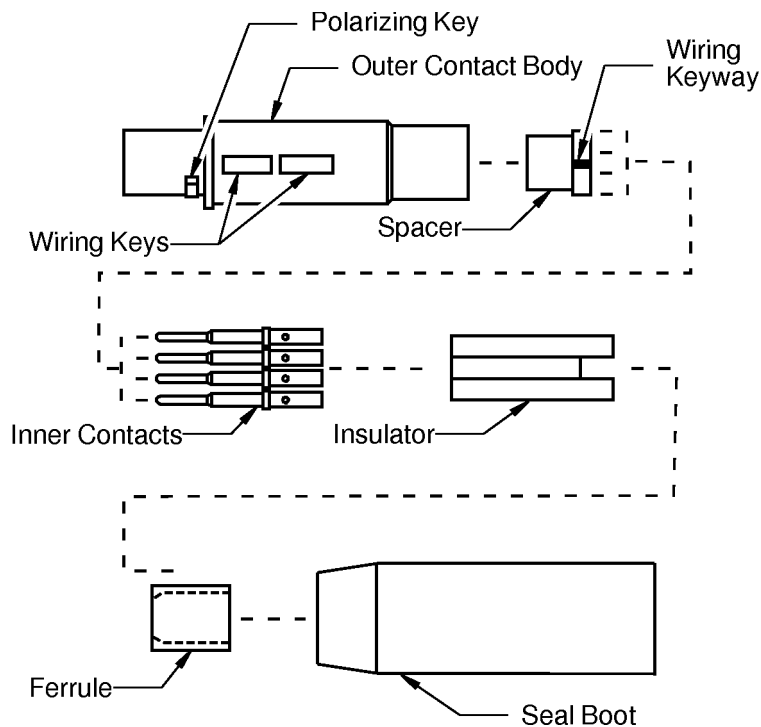 Polarizing Key
Outer Contact Body
Wiring
Keyway
Wiring Keys
Spacer
Inner Contacts
Insulator
Ferrule
Seal Boot